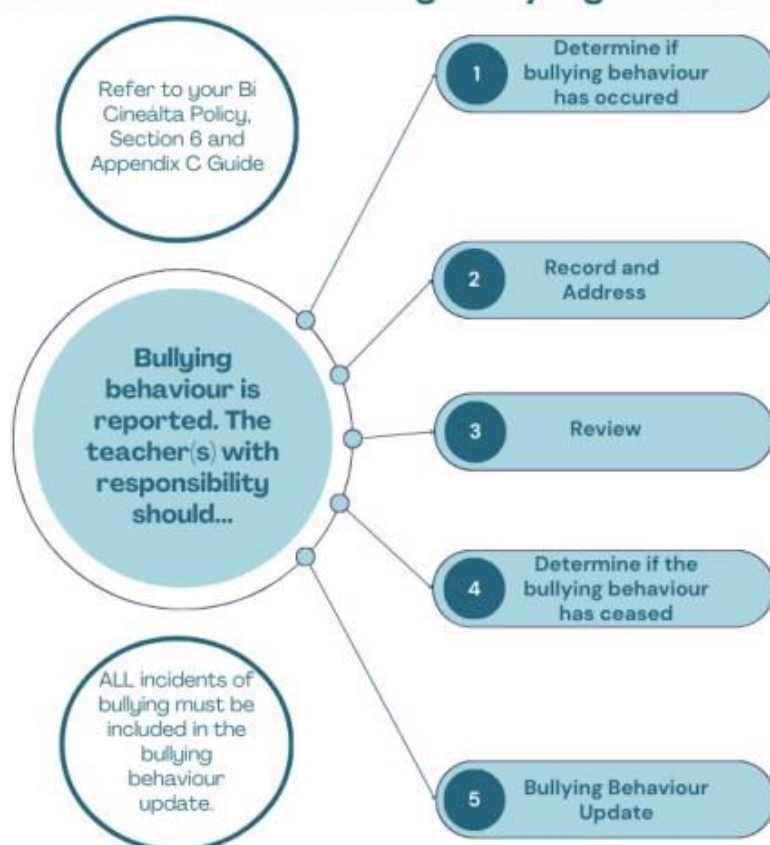 Refer to your Bí
Cineálta Policy,
Section 6 and
Appendix C Guide
1
Determine if
bullying behaviour
has occured
2
Record and
Address
Bullying
behaviour is
reported. The
teacher(s) with
responsibility
should...
3
Review
4
Determine if the
bullying behaviour
has ceased
ALL incidents of
bullying must be
included in the
bullying
behaviour
update.
5
Bullying Behaviour
Update